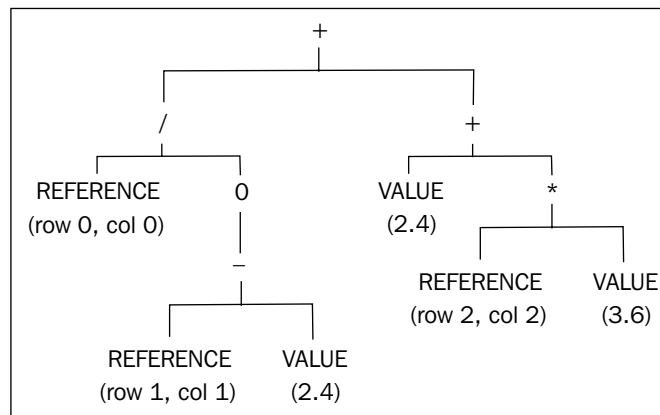 +
/ +
REFERENCE 0 VALUE *
(row 0, col 0) (2.4)
– REFERENCE VALUE
(row 2, col 2) (3.6)
REFERENCE VALUE
(row 1, col 1) (2.4)